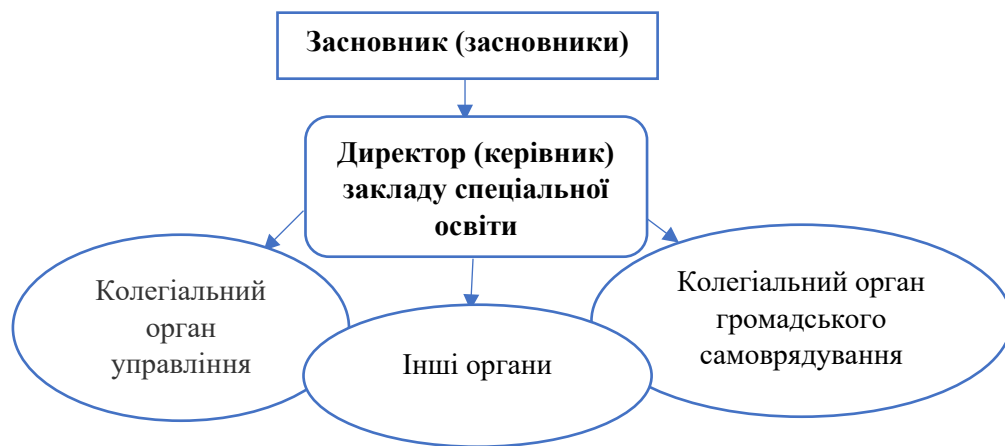 Засновник (засновники)
Директор (керівник)
закладу спеціальної
освіти
Колегіальний
орган
управління
Інші органи
Колегіальний орган
громадського
самоврядування